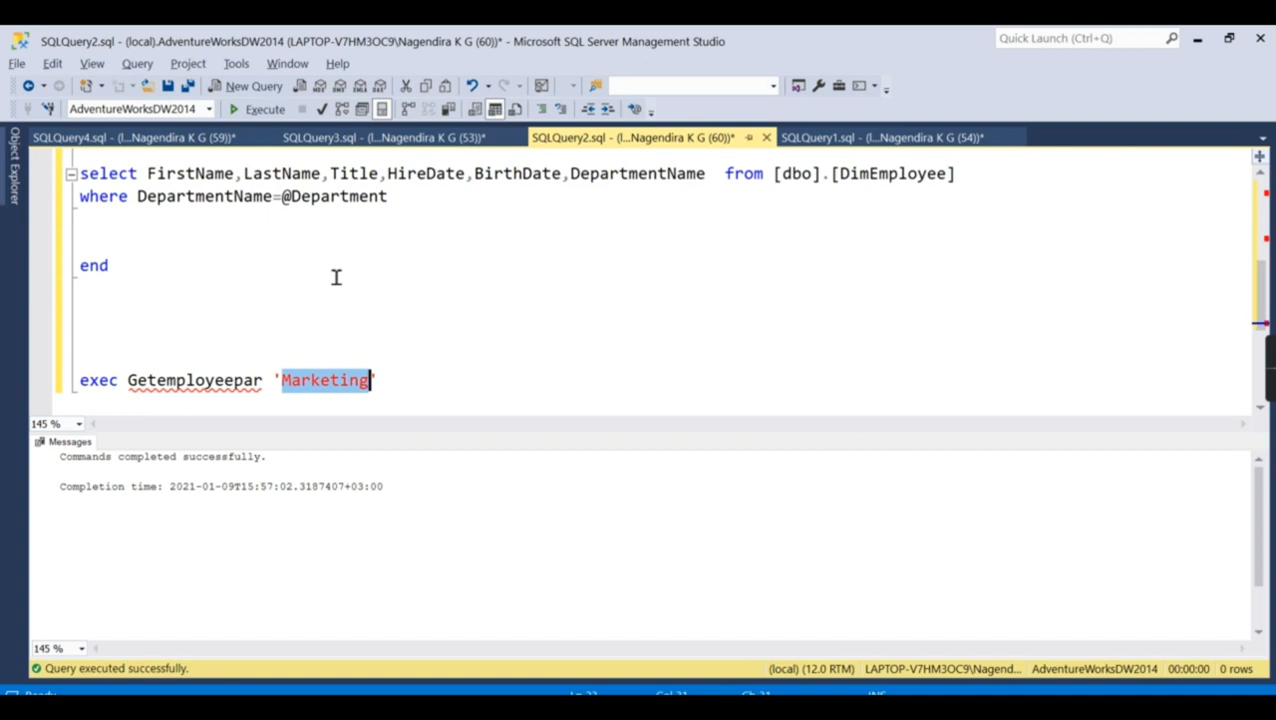 SQLQuery2.sql - (local).AdventureWorksDW2014 (LAPTOP-V7HM3OC9\Nagendira K G (60))* - Microsoft SQL Server Management Studio
Quick Launch (Ctrl+Q)
File Edit View Query Project Tools Window Help
New Query
AdventureWorksDW2014 Execute
SQLQuery4.sql - (l...Nagendira K G (59))* SQLQuery3.sql - (l...Nagendira K G (53))* SQLQuery2.sql - (l...Nagendira K G (60))* SQLQuery1.sql - (l...Nagendira K G (54))*
Object Explorer
select FirstName,LastName,Title,HireDate,BirthDate,DepartmentName from [dbo].[DimEmployee]
where DepartmentName=@Department
end
exec Getemployeepar 'Marketing'
145 %
Messages
Commands completed successfully.
Completion time: 2021-01-09T15:57:02.3187407+03:00
145 %
Query executed successfully. (local) (12.0 RTM) LAPTOP-V7HM3OC9\Nagend... AdventureWorksDW2014 00:00:00 0 rows